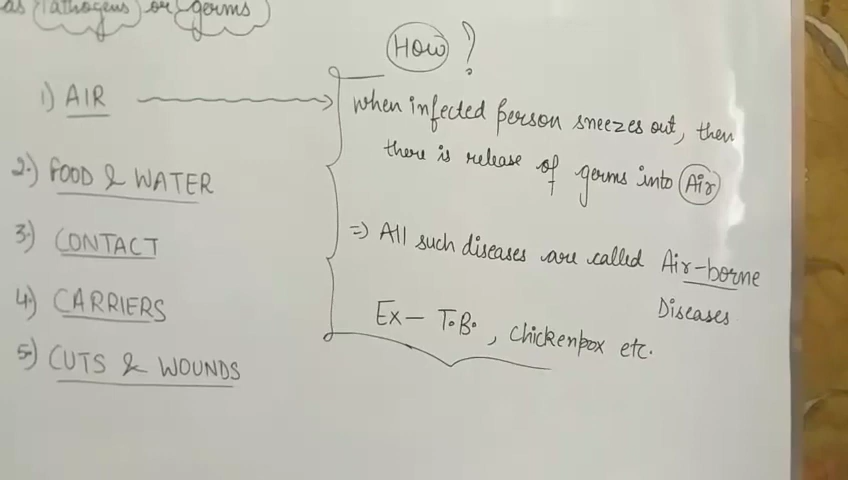 as Pathogens or germs)
How ?
1) AIR
When infected person sneezes out, then
there is release of germs into Air
2.) FOOD & WATER
3.) CONTACT
⇒ All such diseases are called Air-borne
Diseases
4.) CARRIERS
Ex — T.B. , Chickenpox etc.
5.) CUTS & WOUNDS